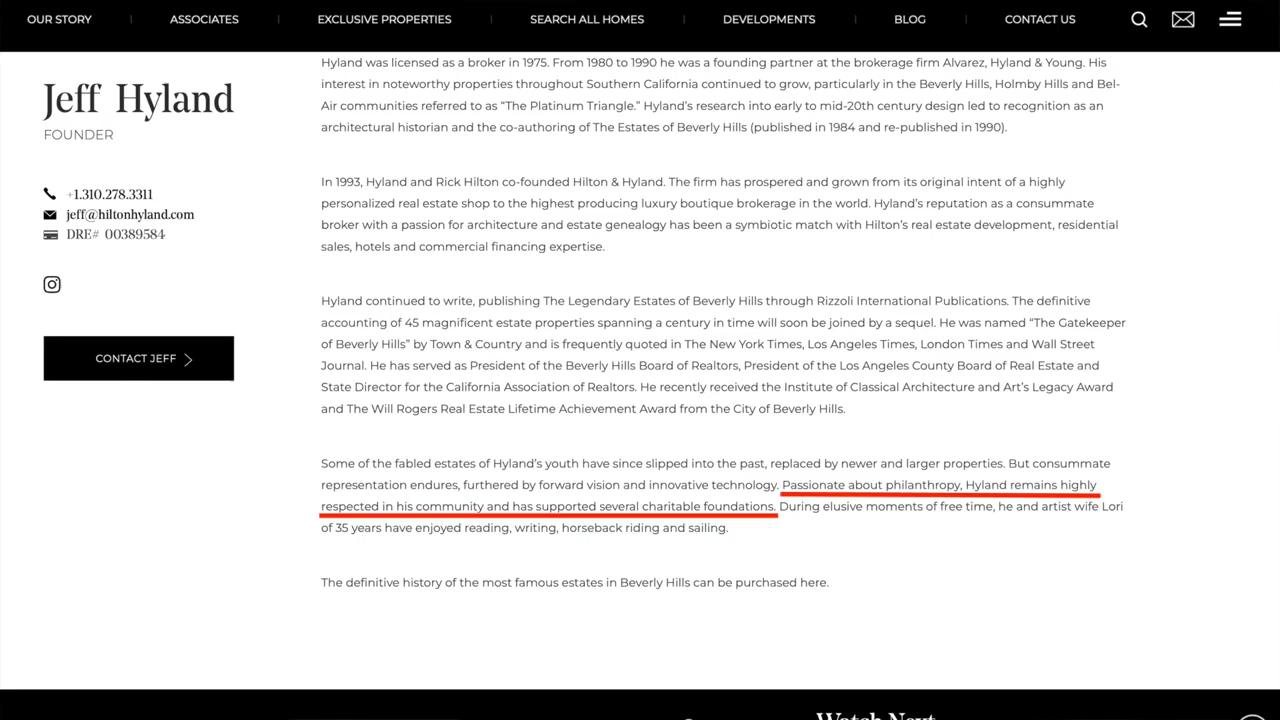 OUR STORY
ASSOCIATES
EXCLUSIVE PROPERTIES
SEARCH ALL HOMES
DEVELOPMENTS
BLOG
CONTACT US
Jeff Hyland
FOUNDER
+1.310.278.3311
jeff@hiltonhyland.com
DRE# 00389584
CONTACT JEFF
Hyland was licensed as a broker in 1975. From 1980 to 1990 he was a founding partner at the brokerage firm Alvarez, Hyland & Young. His
interest in noteworthy properties throughout Southern California continued to grow, particularly in the Beverly Hills, Holmby Hills and Bel-
Air communities referred to as “The Platinum Triangle.” Hyland’s research into early to mid-20th century design led to recognition as an
architectural historian and the co-authoring of The Estates of Beverly Hills (published in 1984 and re-published in 1990).
In 1993, Hyland and Rick Hilton co-founded Hilton & Hyland. The firm has prospered and grown from its original intent of a highly
personalized real estate shop to the highest producing luxury boutique brokerage in the world. Hyland’s reputation as a consummate
broker with a passion for architecture and estate genealogy has been a symbiotic match with Hilton’s real estate development, residential
sales, hotels and commercial financing expertise.
Hyland continued to write, publishing The Legendary Estates of Beverly Hills through Rizzoli International Publications. The definitive
accounting of 45 magnificent estate properties spanning a century in time will soon be joined by a sequel. He was named “The Gatekeeper
of Beverly Hills” by Town & Country and is frequently quoted in The New York Times, Los Angeles Times, London Times and Wall Street
Journal. He has served as President of the Beverly Hills Board of Realtors, President of the Los Angeles County Board of Real Estate and
State Director for the California Association of Realtors. He recently received the Institute of Classical Architecture and Art’s Legacy Award
and The Will Rogers Real Estate Lifetime Achievement Award from the City of Beverly Hills.
Some of the fabled estates of Hyland’s youth have since slipped into the past, replaced by newer and larger properties. But consummate
representation endures, furthered by forward vision and innovative technology. Passionate about philanthropy, Hyland remains highly
respected in his community and has supported several charitable foundations. During elusive moments of free time, he and artist wife Lori
of 35 years have enjoyed reading, writing, horseback riding and sailing.
The definitive history of the most famous estates in Beverly Hills can be purchased here.
Watch Next